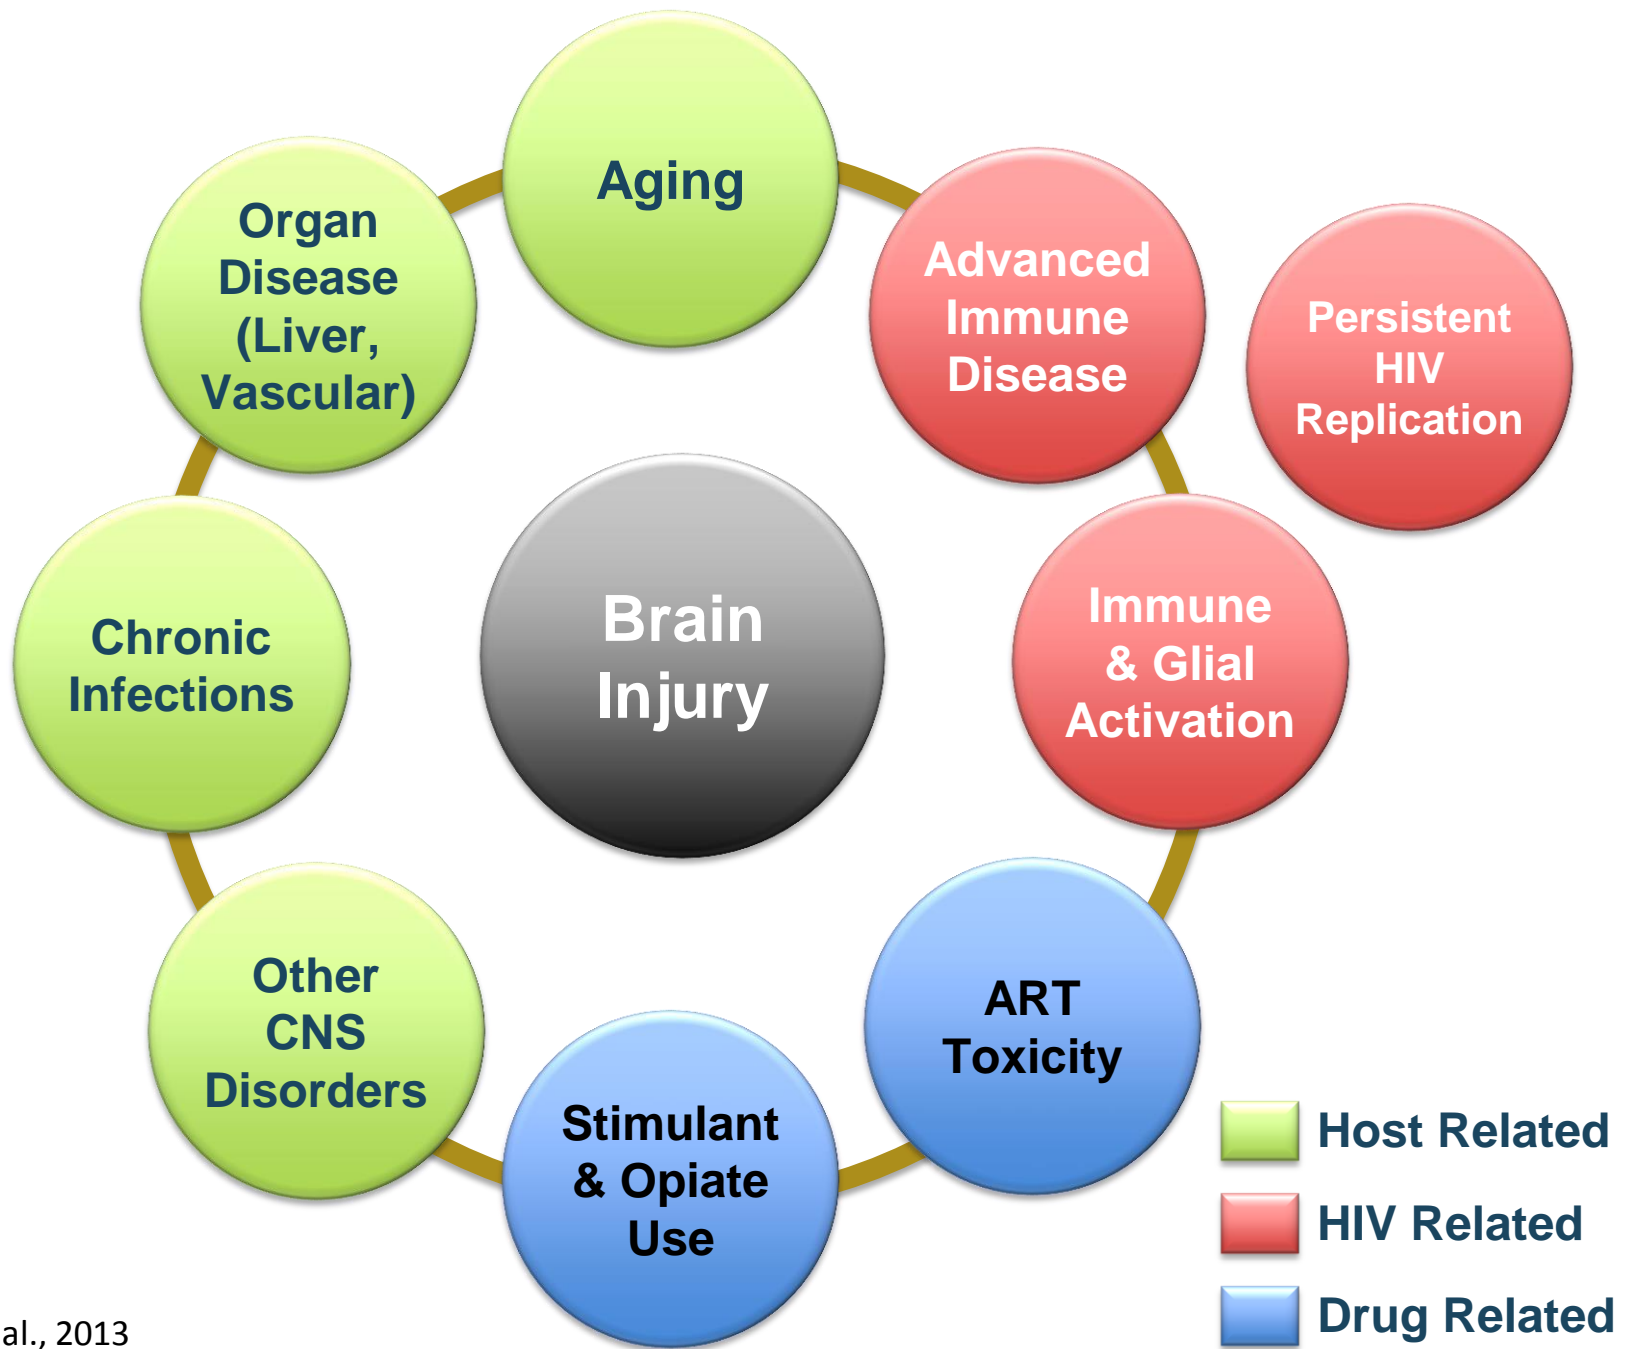 Aging
Organ
Disease
(Liver,
Vascular)
Advanced
Immune
Disease
Persistent
HIV
Replication
Chronic
Infections
Brain
Injury
Immune
& Glial
Activation
Other
CNS
Disorders
Stimulant
& Opiate
Use
ART
Toxicity
Host Related
HIV Related
Drug Related
al., 2013